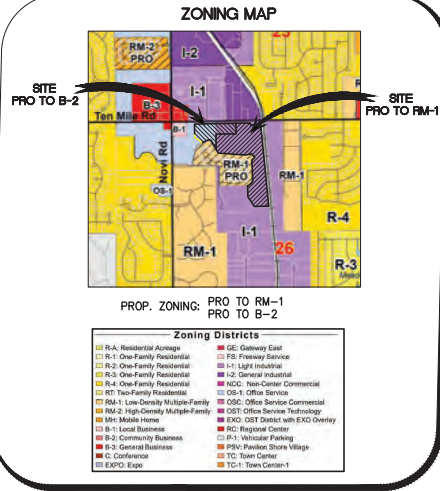 ZONING MAP
23
RM-2
PRO
I-2
SITE
PRO TO B-2
SITE
PRO TO RM-1
I-1
B-3
Ten Mile Rd
B-1
Novi Rd
OS-1
RM-1
PRO
RM-1
R-4
RM-1
I-1
26
R-3
PROP. ZONING: PRO TO RM-1
PRO TO B-2
Zoning Districts
R-A: Residential Acreage
R-1: One-Family Residential
R-2: One-Family Residential
R-3: One-Family Residential
R-4: One-Family Residential
RT: Two-Family Residential
RM-1: Low-Density Multiple-Family
RM-2: High-Density Multiple-Family
MH: Mobile Home
B-1: Local Business
B-2: Community Business
B-3: General Business
C: Conference
EXPO: Expo
GE: Gateway East
FS: Freeway Service
I-1: Light Industrial
I-2: General Industrial
NCC: Non-Center Commercial
OS-1: Office Service
OSC: Office Service Commercial
OST: Office Service Technology
EXO: OST District with EXO Overlay
RC: Regional Center
P-1: Vehicular Parking
PSV: Pavilion Shore Village
TC: Town Center
TC-1: Town Center-1